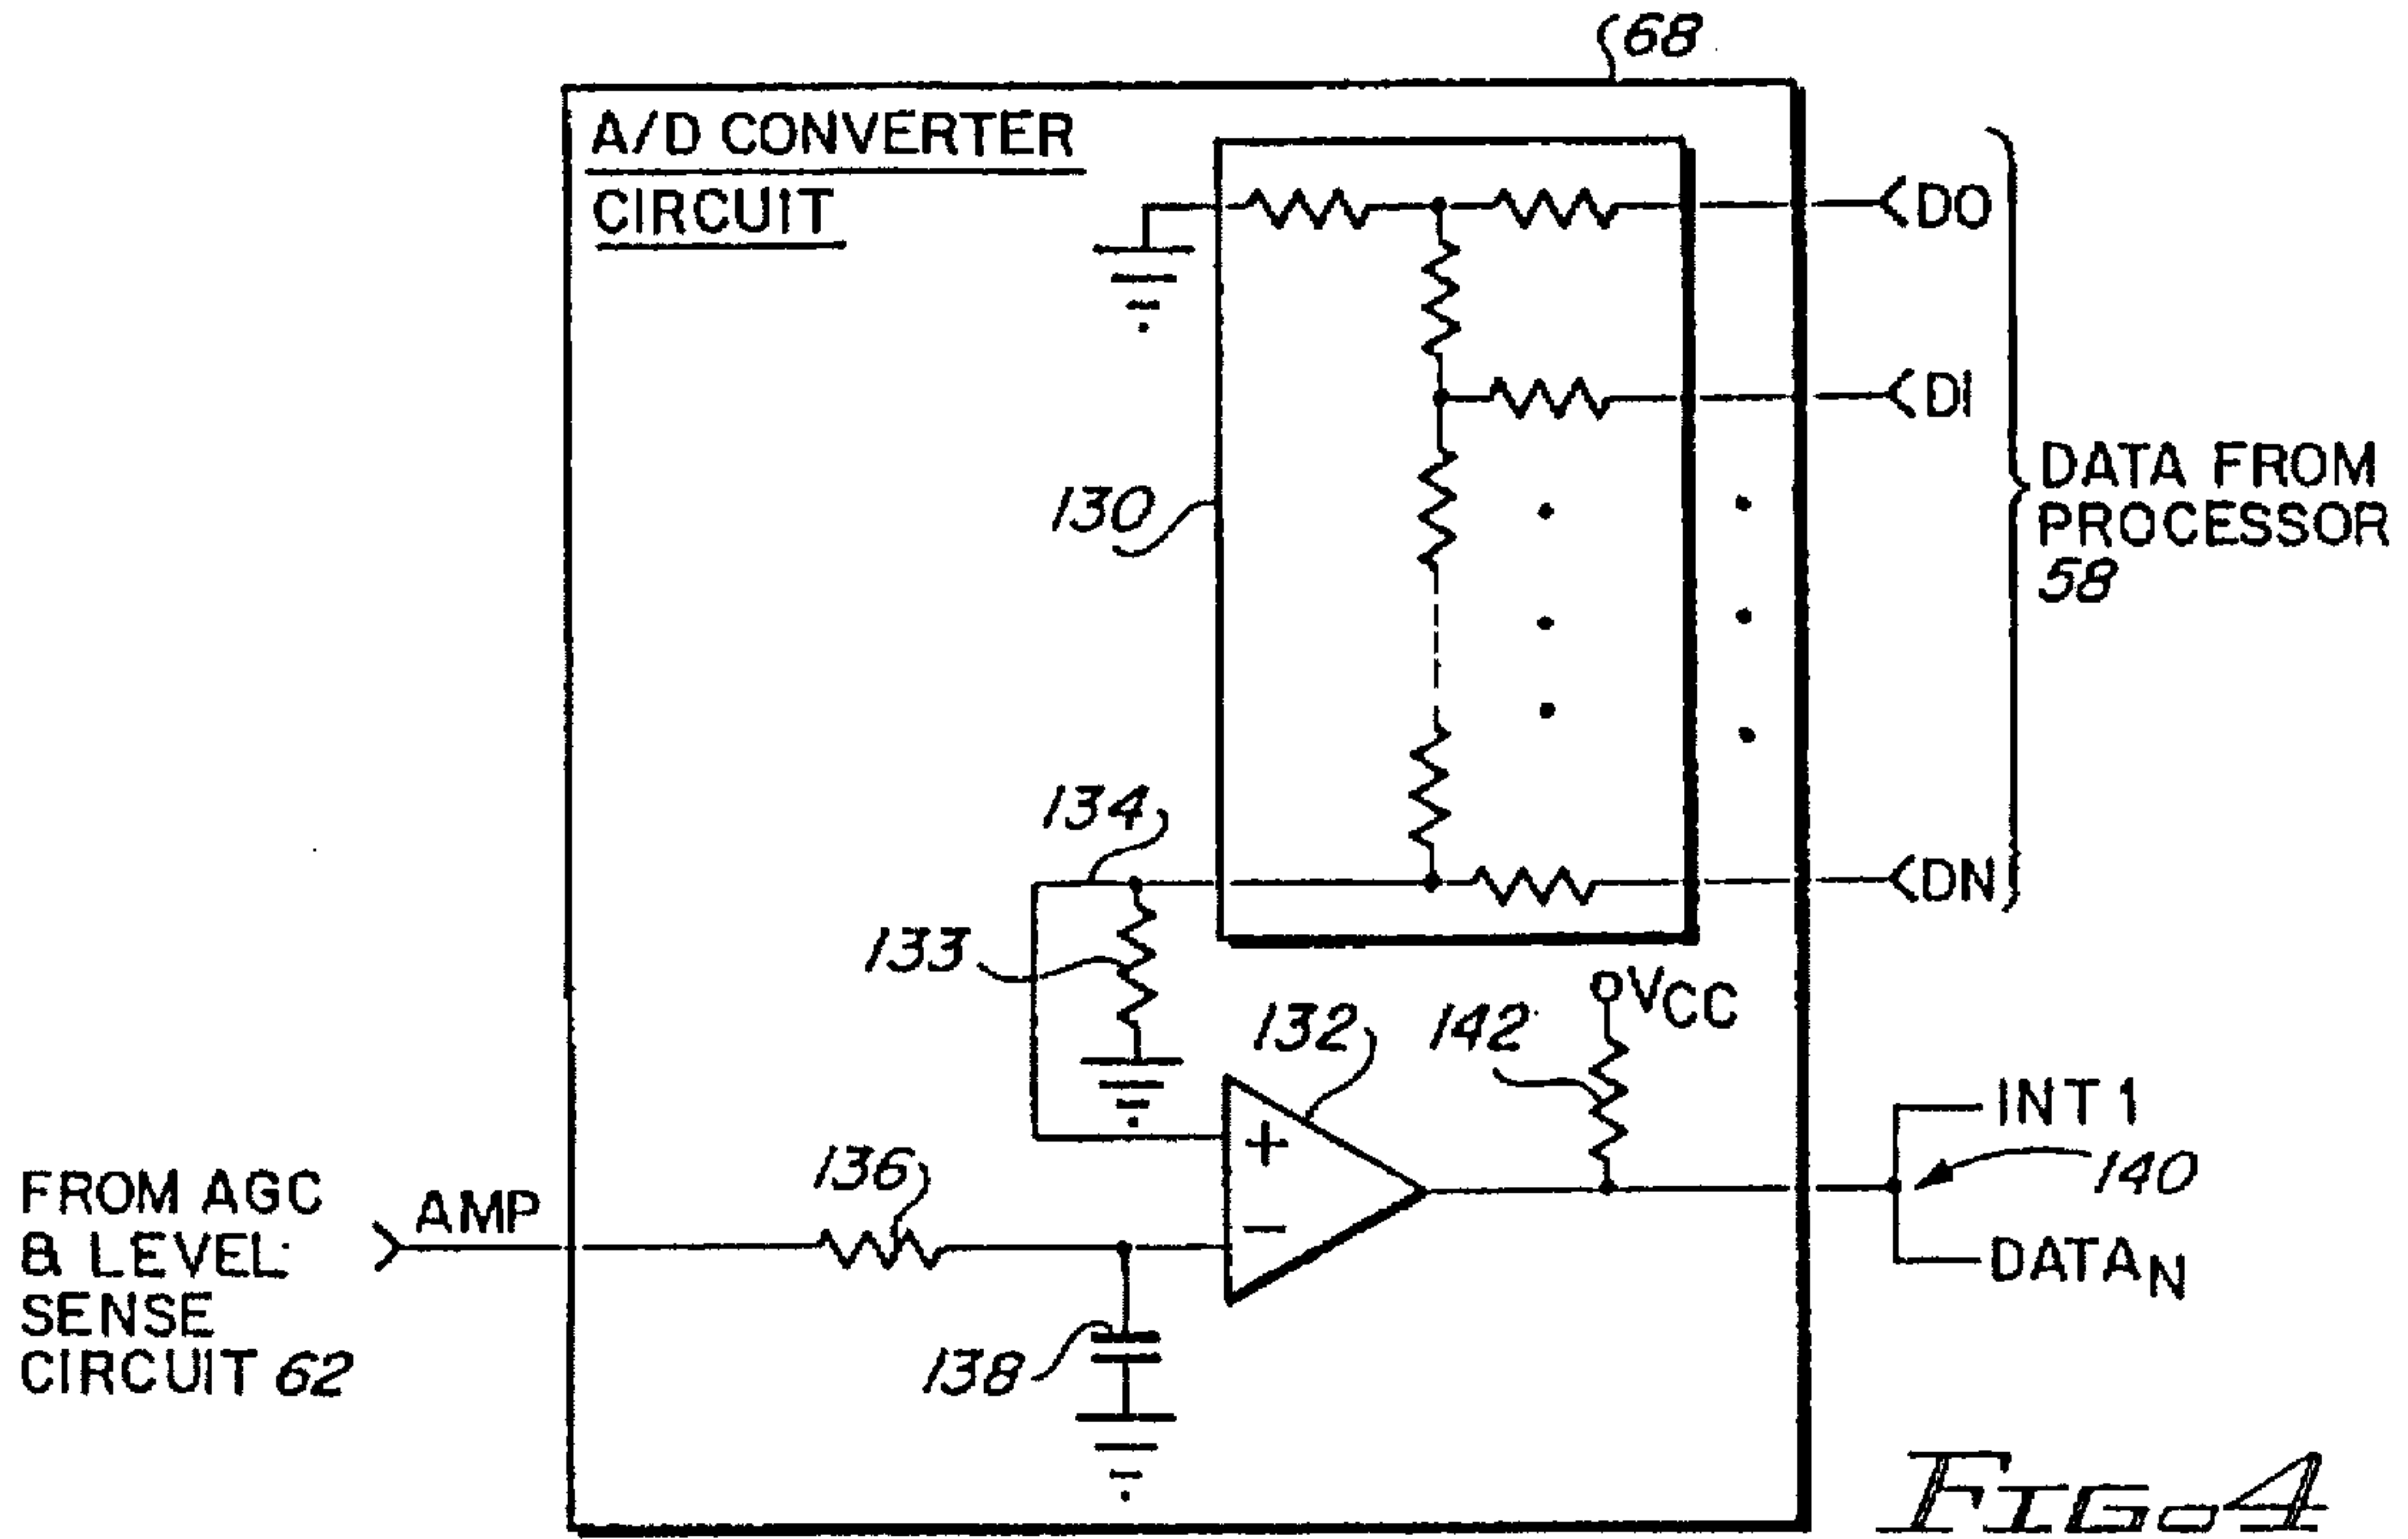 68
A/D CONVERTER
CIRCUIT
DO
DI
130
DATA FROM
PROCESSOR
58
134
DN
133
VCC
132
142
INT 1
140
136
FROM AGC
& LEVEL
SENSE
CIRCUIT 62
AMP
+
−
DATAN
138
FIG. 4